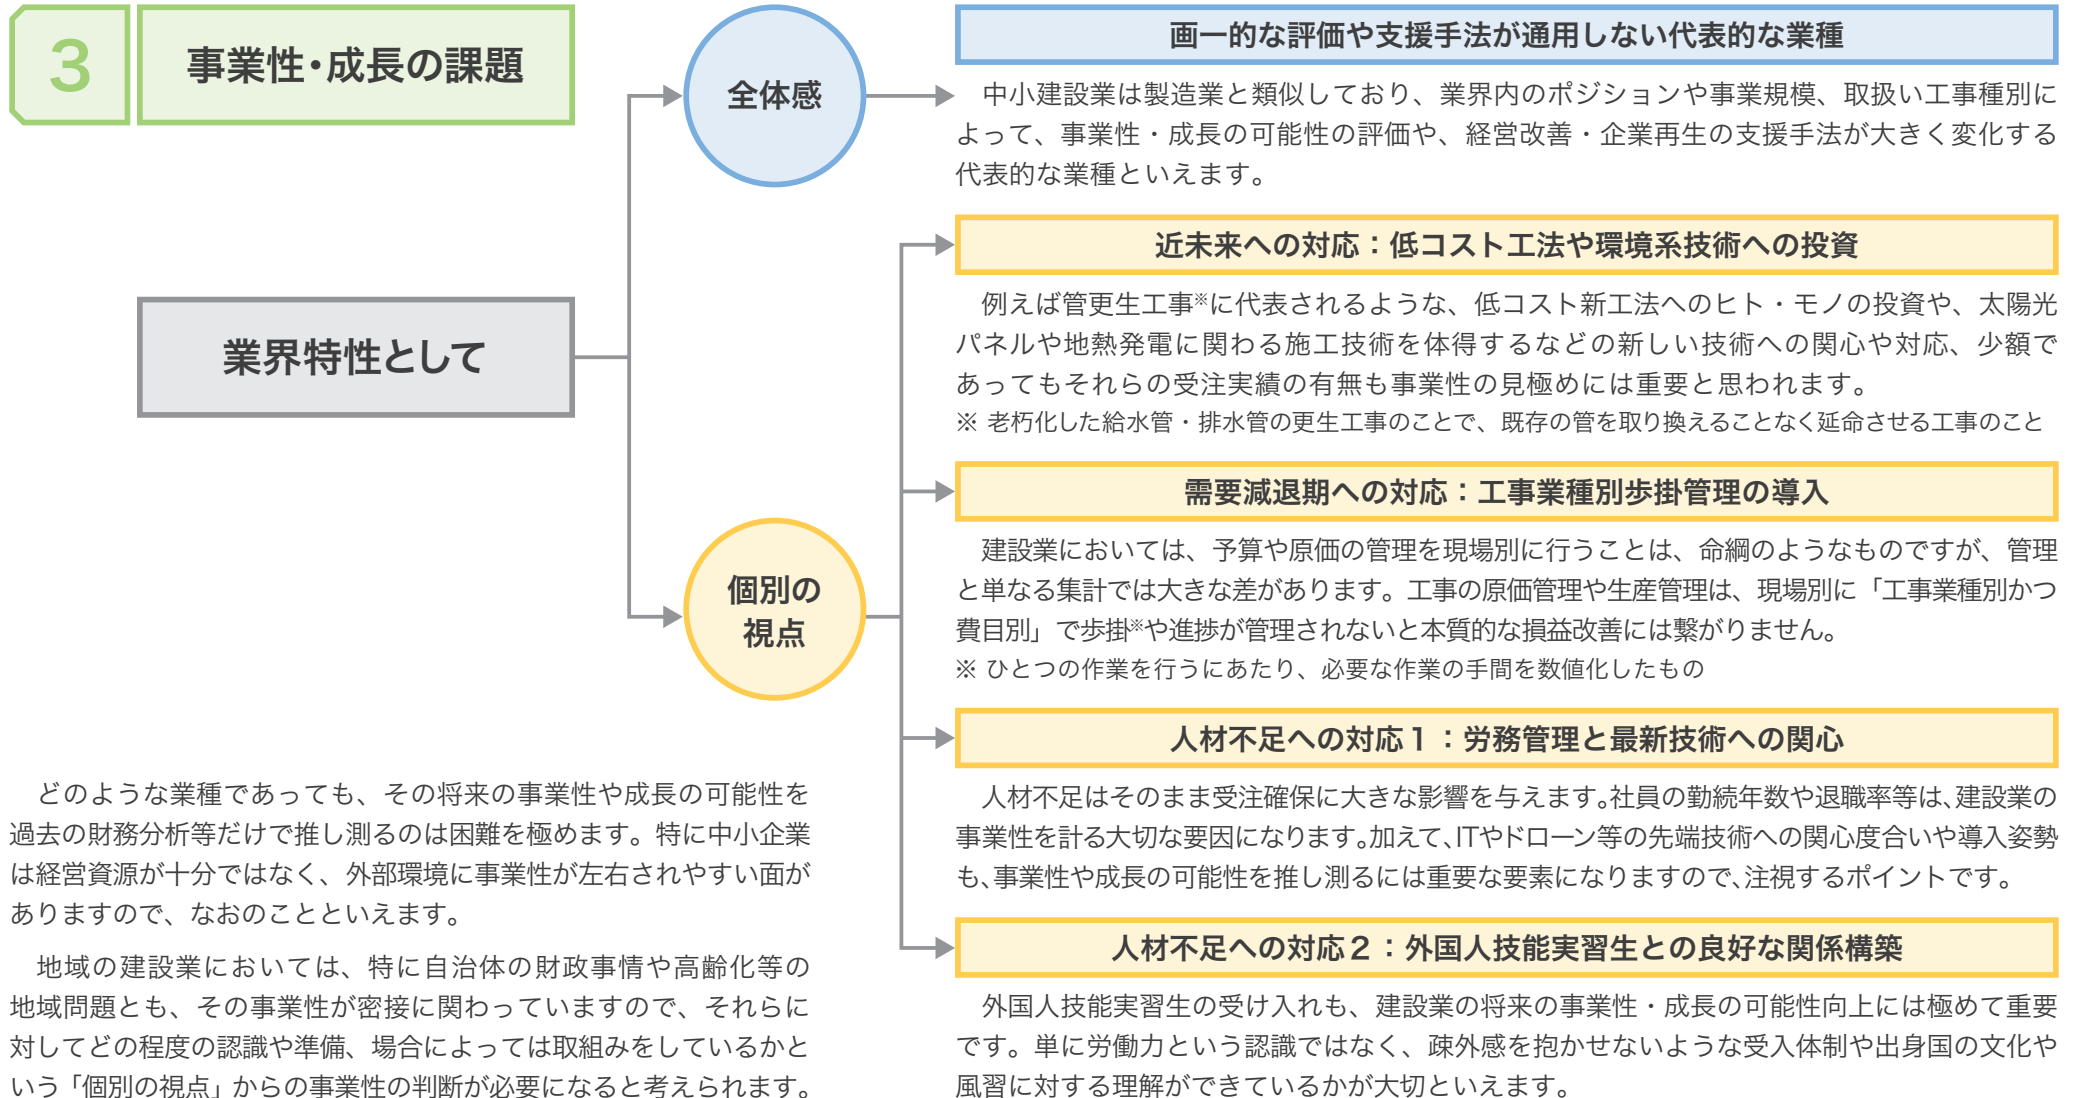 3
事業性・成長の課題
業界特性として
全体感
画一的な評価や支援手法が通用しない代表的な業種
中小建設業は製造業と類似しており、業界内のポジションや事業規模、取扱い工事種別に
よって、事業性・成長の可能性の評価や、経営改善・企業再生の支援手法が大きく変化する
代表的な業種といえます。
個別の
視点
近未来への対応：低コスト工法や環境系技術への投資
例えば管更生工事※に代表されるような、低コスト新工法へのヒト・モノの投資や、太陽光
パネルや地熱発電に関わる施工技術を体得するなどの新しい技術への関心や対応、少額で
あってもそれらの受注実績の有無も事業性の見極めには重要と思われます。
※ 老朽化した給水管・排水管の更生工事のことで、既存の管を取り換えることなく延命させる工事のこと
需要減退期への対応：工事業種別歩掛管理の導入
建設業においては、予算や原価の管理を現場別に行うことは、命綱のようなものですが、管理
と単なる集計では大きな差があります。工事の原価管理や生産管理は、現場別に「工事業種別かつ
費目別」で歩掛※や進捗が管理されないと本質的な損益改善には繋がりません。
※ ひとつの作業を行うにあたり、必要な作業の手間を数値化したもの
人材不足への対応１：労務管理と最新技術への関心
人材不足はそのまま受注確保に大きな影響を与えます。社員の勤続年数や退職率等は、建設業の
事業性を計る大切な要因になります。加えて、ITやドローン等の先端技術への関心度合いや導入姿勢
も、事業性や成長の可能性を推し測るには重要な要素になりますので、注視するポイントです。
人材不足への対応２：外国人技能実習生との良好な関係構築
外国人技能実習生の受け入れも、建設業の将来の事業性・成長の可能性向上には極めて重要
です。単に労働力という認識ではなく、疎外感を抱かせないような受入体制や出身国の文化や
風習に対する理解ができているかが大切といえます。
どのような業種であっても、その将来の事業性や成長の可能性を
過去の財務分析等だけで推し測るのは困難を極めます。特に中小企業
は経営資源が十分ではなく、外部環境に事業性が左右されやすい面が
ありますので、なおのことといえます。
地域の建設業においては、特に自治体の財政事情や高齢化等の
地域問題とも、その事業性が密接に関わっていますので、それらに
対してどの程度の認識や準備、場合によっては取組みをしているかと
いう「個別の視点」からの事業性の判断が必要になると考えられます。